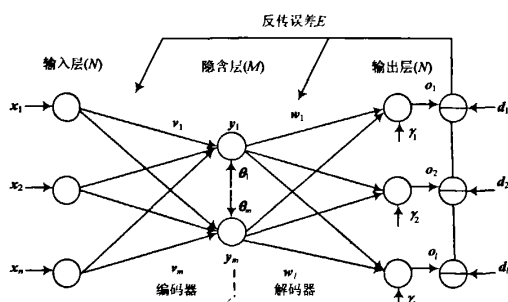 反传误差E
输入层(N) 隐含层(M) 输出层(N)
x₁ v₁ y₁ w₁ o₁ d₁
γ₁
θ₁
x₂ o₂ d₂
θₘ γ₂
xₙ yₘ oₗ dₗ
vₘ wₗ
编码器 解码器